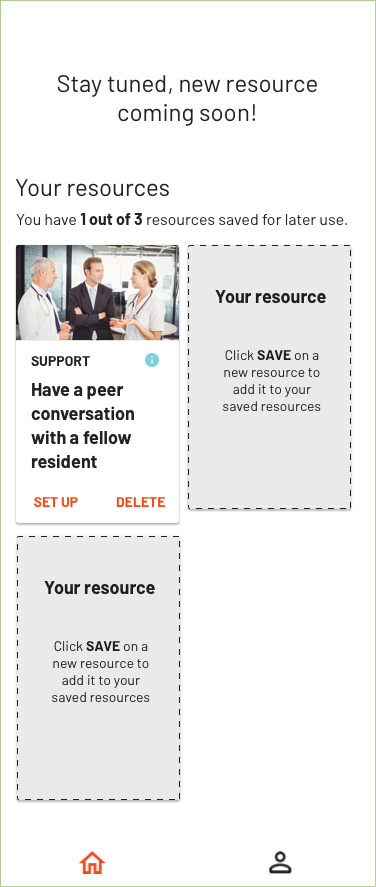 Stay tuned, new resource
coming soon!
Your resources
You have 1 out of 3 resources saved for later use.
SUPPORT
Have a peer
conversation
with a fellow
resident
SET UP
DELETE
Your resource
Click SAVE on a
new resource to
add it to your
saved resources
Your resource
Click SAVE on a
new resource to
add it to your
saved resources